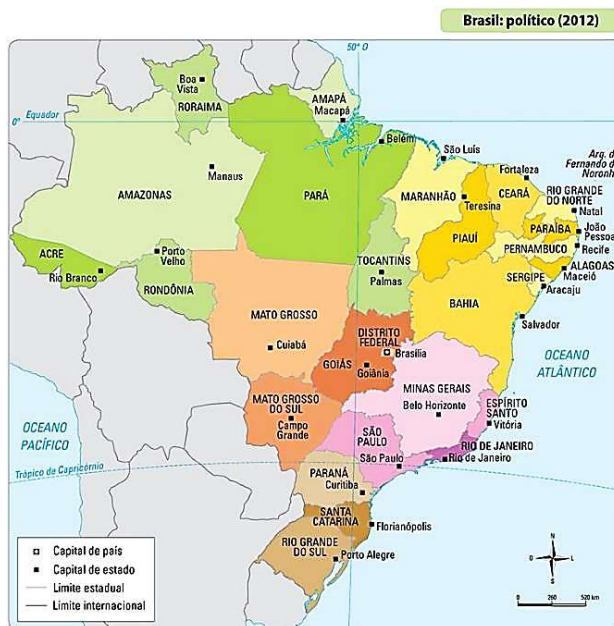 Brasil: político (2012)
50° O
Boa
Vista
RORAIMA
AMAPÁ
Macapá
Equador
0°
Belém
São Luís
Arq. d
Fernando d
Noronh
Fortaleza
Manaus
AMAZONAS
PARÁ
MARANHÃO
CEARÁ
RIO GRANDE
DO NORTE
Natal
Teresina
PARAÍBA
João
Pessoa
PIAUÍ
PERNAMBUCO
Recife
ACRE
Rio Branco
Porto
Velho
RONDÔNIA
TOCANTINS
Palmas
ALAGOAS
Maceió
SERGIPE
Aracaju
MATO GROSSO
BAHIA
Salvador
Cuiabá
DISTRITO
FEDERAL
Brasília
GOIÁS
Goiânia
OCEANO
ATLÂNTICO
MINAS GERAIS
Belo Horizonte
MATO GROSSO
DO SUL
Campo
Grande
ESPÍRITO
SANTO
Vitória
OCEANO
PACÍFICO
SÃO
PAULO
São Paulo
RIO DE JANEIRO
Rio de Janeiro
Trópico de Capricórnio
PARANÁ
Curitiba
SANTA
CATARINA
Florianópolis
RIO GRANDE
DO SUL
Porto Alegre
Capital de país
Capital de estado
Limite estadual
Limite internacional
N
O
L
S
0
260
520 km